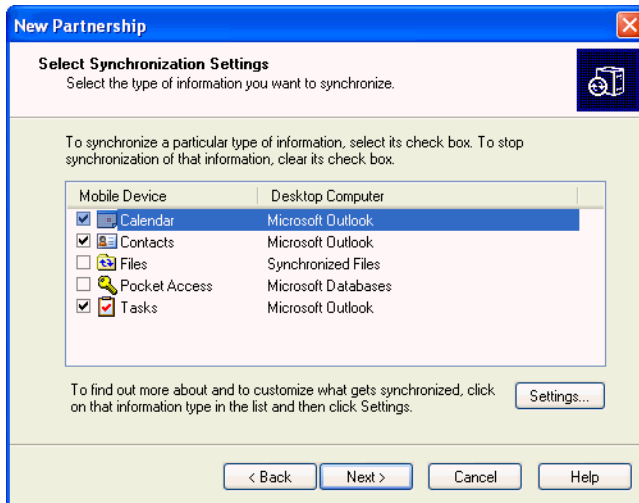 New Partnership
Select Synchronization Settings
Select the type of information you want to synchronize.
To synchronize a particular type of information, select its check box. To stop
synchronization of that information, clear its check box.
Mobile Device Desktop Computer
Calendar Microsoft Outlook
Contacts Microsoft Outlook
Files Synchronized Files
Pocket Access Microsoft Databases
Tasks Microsoft Outlook
To find out more about and to customize what gets synchronized, click
on that information type in the list and then click Settings.
Settings...
< Back Next > Cancel Help